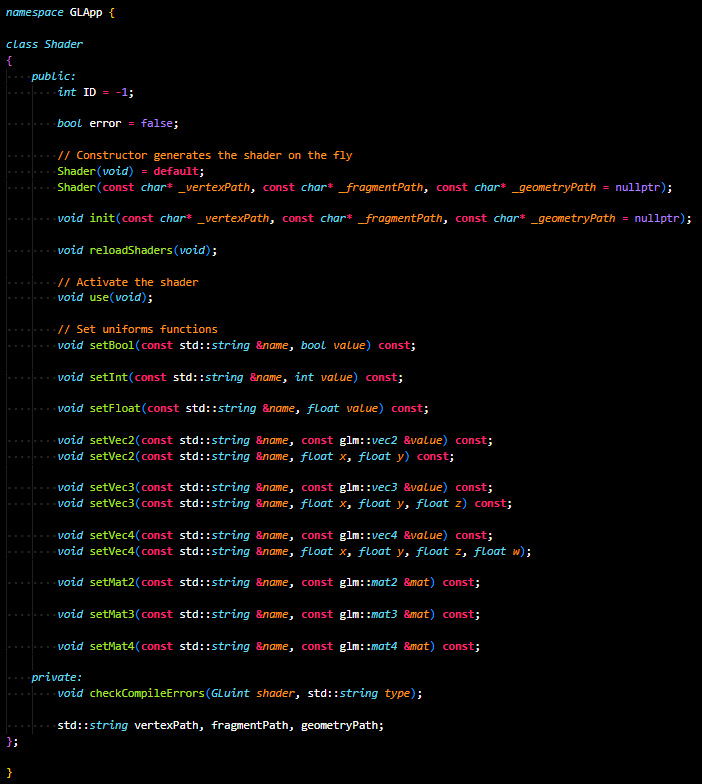 namespace GLApp {
class Shader
{
public:
int ID = -1;
bool error = false;
// Constructor generates the shader on the fly
Shader(void) = default;
Shader(const char* _vertexPath, const char* _fragmentPath, const char* _geometryPath = nullptr);
void init(const char* _vertexPath, const char* _fragmentPath, const char* _geometryPath = nullptr);
void reloadShaders(void);
// Activate the shader
void use(void);
// Set uniforms functions
void setBool(const std::string &name, bool value) const;
void setInt(const std::string &name, int value) const;
void setFloat(const std::string &name, float value) const;
void setVec2(const std::string &name, const glm::vec2 &value) const;
void setVec2(const std::string &name, float x, float y) const;
void setVec3(const std::string &name, const glm::vec3 &value) const;
void setVec3(const std::string &name, float x, float y, float z) const;
void setVec4(const std::string &name, const glm::vec4 &value) const;
void setVec4(const std::string &name, float x, float y, float z, float w);
void setMat2(const std::string &name, const glm::mat2 &mat) const;
void setMat3(const std::string &name, const glm::mat3 &mat) const;
void setMat4(const std::string &name, const glm::mat4 &mat) const;
private:
void checkCompileErrors(GLuint shader, std::string type);
std::string vertexPath, fragmentPath, geometryPath;
};
}